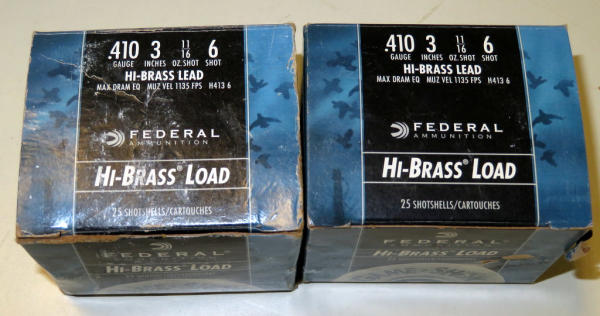 .410 3 11/16 6
GAUGE INCHES OZ.SHOT SHOT
HI-BRASS LEAD
MAX DRAM EQ MUZ VEL 1135 FPS H413 6
FEDERAL
AMMUNITION
HI-BRASS® LOAD
25 SHOTSHELLS/CARTOUCHES
FEDERAL
HI-BRASS® LOAD
.410 3 11/16 6
GAUGE INCHES OZ.SHOT SHOT
HI-BRASS LEAD
MAX DRAM EQ MUZ VEL 1135 FPS H413 6
FEDERAL
AMMUNITION
HI-BRASS® LOAD
25 SHOTSHELLS/CARTOUCHES
FEDERAL
HI-BRASS LOAD
GAME-SHOK